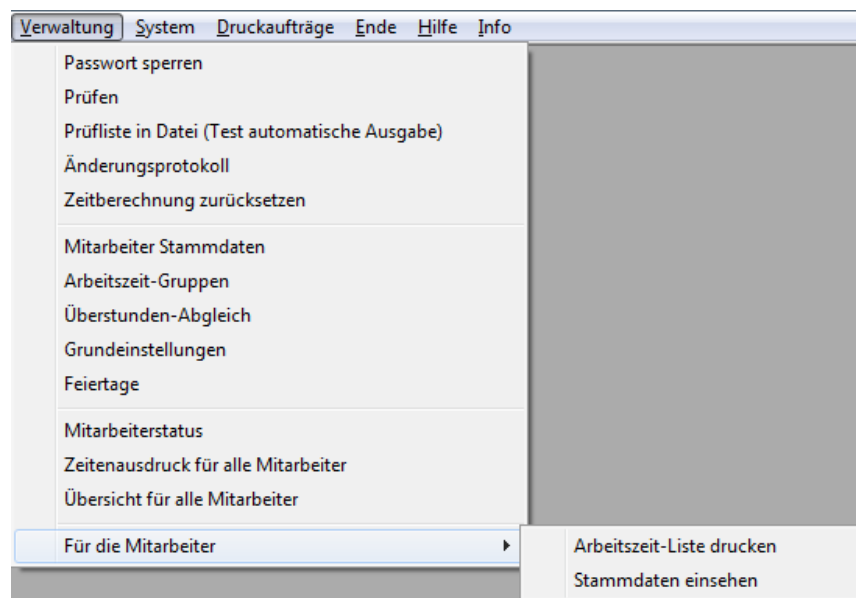 Verwaltung System Druckaufträge Ende Hilfe Info
Passwort sperren
Prüfen
Prüfliste in Datei (Test automatische Ausgabe)
Änderungsprotokoll
Zeitberechnung zurücksetzen
Mitarbeiter Stammdaten
Arbeitszeit-Gruppen
Überstunden-Abgleich
Grundeinstellungen
Feiertage
Mitarbeiterstatus
Zeitenausdruck für alle Mitarbeiter
Übersicht für alle Mitarbeiter
Für die Mitarbeiter
Arbeitszeit-Liste drucken
Stammdaten einsehen